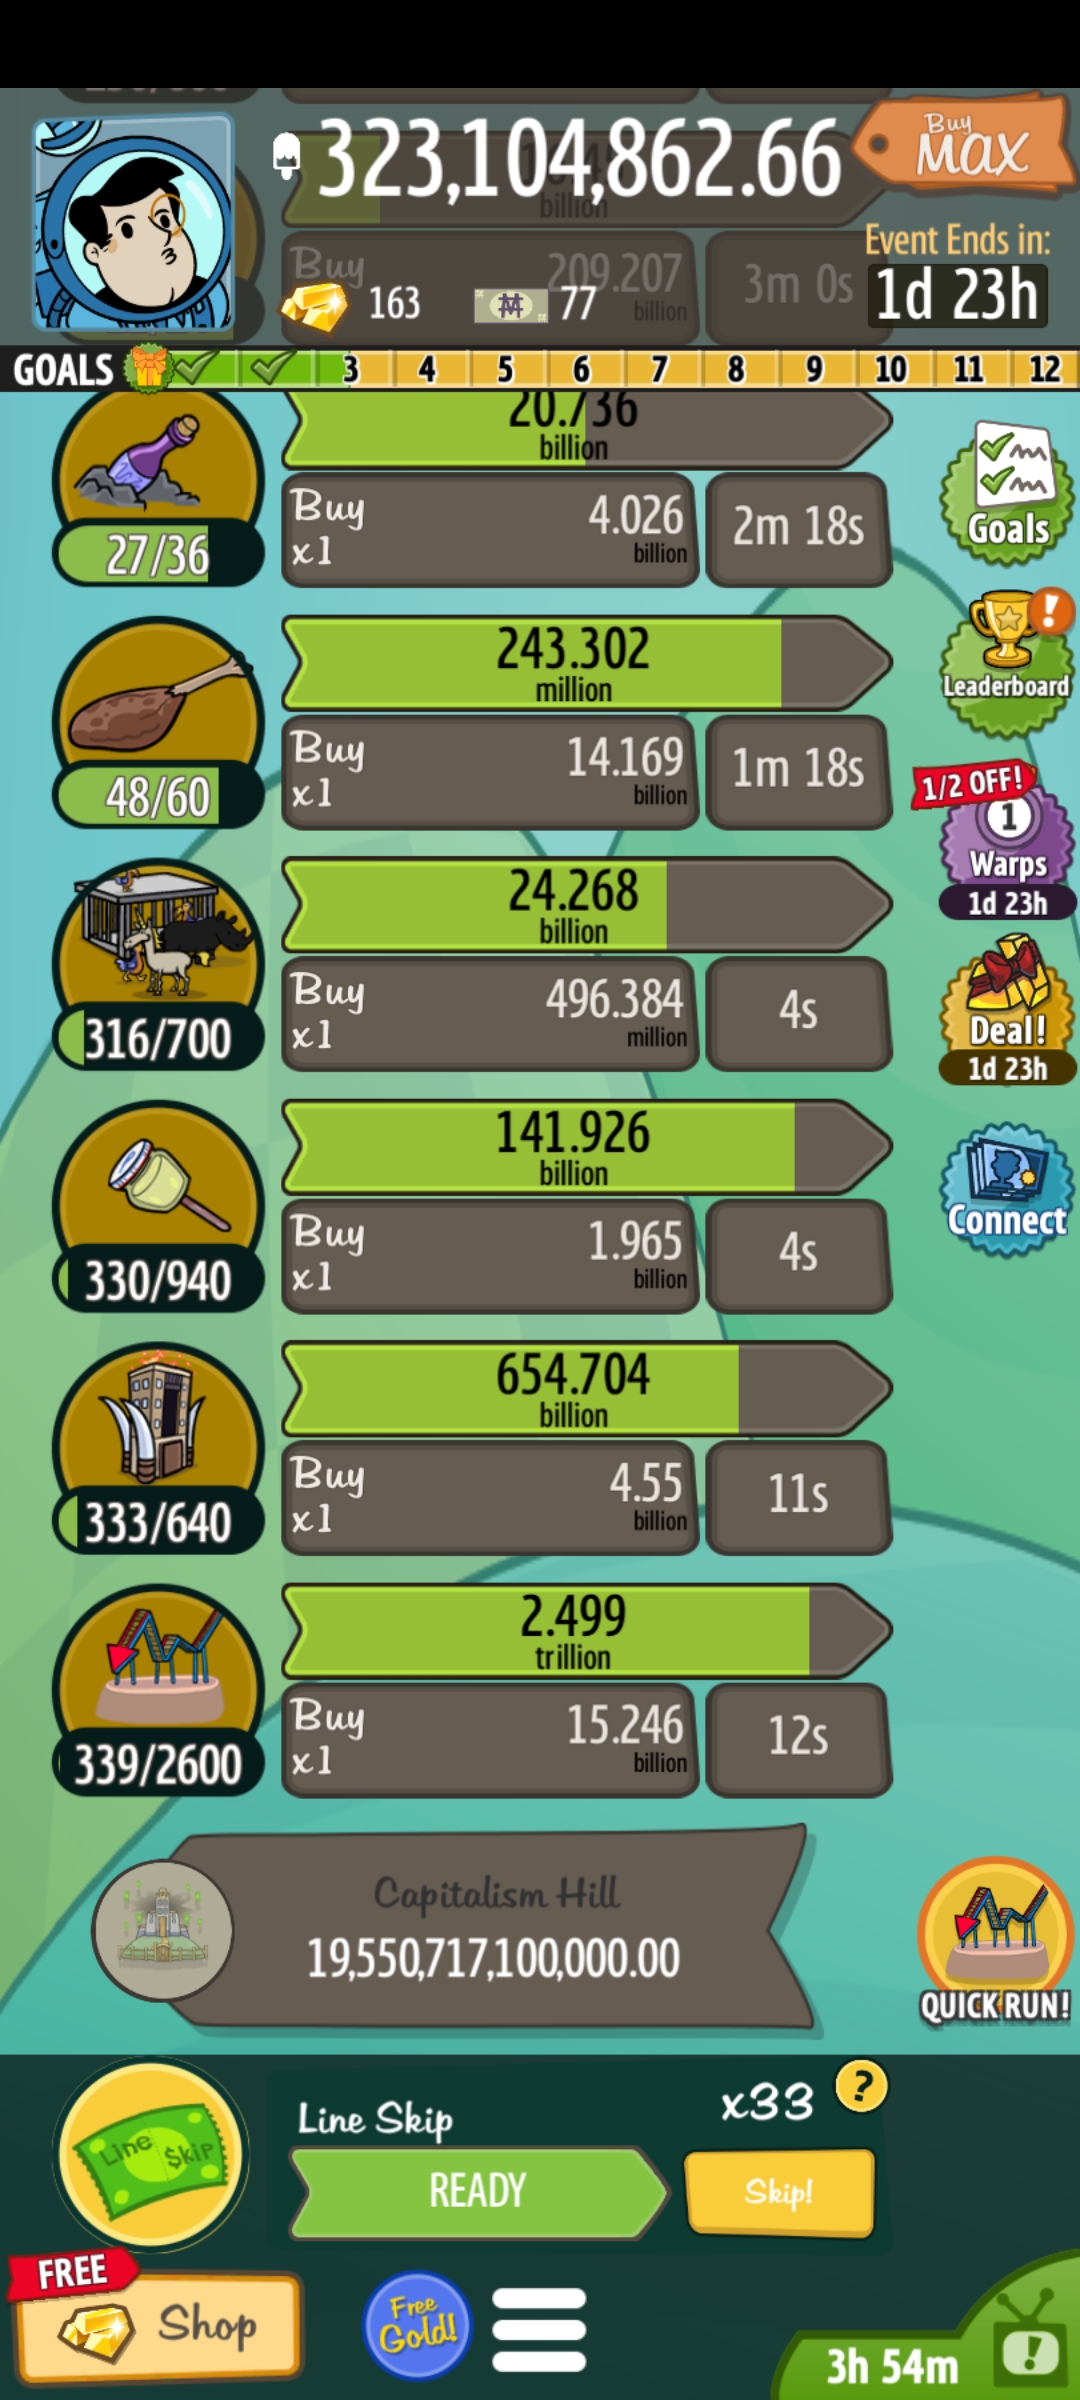 323,104,862.66
Buy
MAX
billion
Buy
209.207
billion
3m 0s
163
77
Event Ends in:
1d 23h
GOALS
3 4 5 6 7 8 9 10 11 12
20.736
billion
27/36
Buy
x1
4.026
billion
2m 18s
Goals
243.302
million
48/60
Buy
x1
14.169
billion
1m 18s
Leaderboard
1/2 OFF!
1
Warps
1d 23h
24.268
billion
316/700
Buy
x1
496.384
million
4s
Deal!
1d 23h
141.926
billion
330/940
Buy
x1
1.965
billion
4s
Connect
654.704
billion
333/640
Buy
x1
4.55
billion
11s
2.499
trillion
339/2600
Buy
x1
15.246
billion
12s
Capitalism Hill
19,550,717,100,000.00
QUICK RUN!
Line $kip
Line Skip
x33
?
READY
Skip!
FREE
Shop
Free
Gold!
3h 54m
!